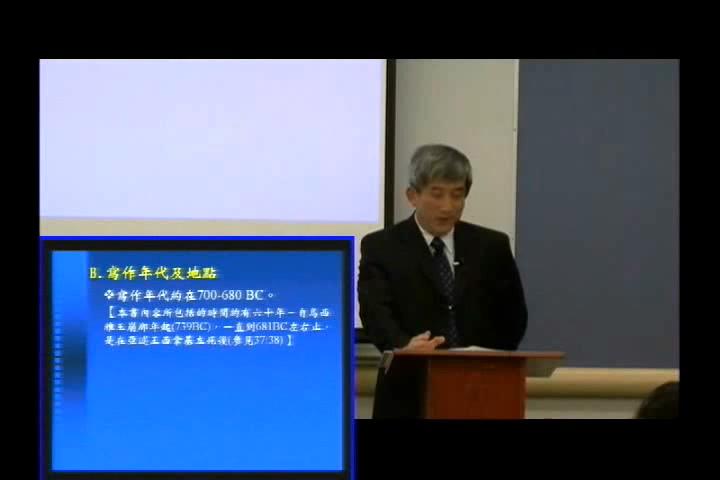 B.寫作年代及地點
❖寫作年代約在700-680 BC。
【本書內容所包括的時間約有六十年－自烏西
雅王崩那年起(739BC)，一直到681BC左右止，
是在亞述王西拿基立死後(參見37:38)】